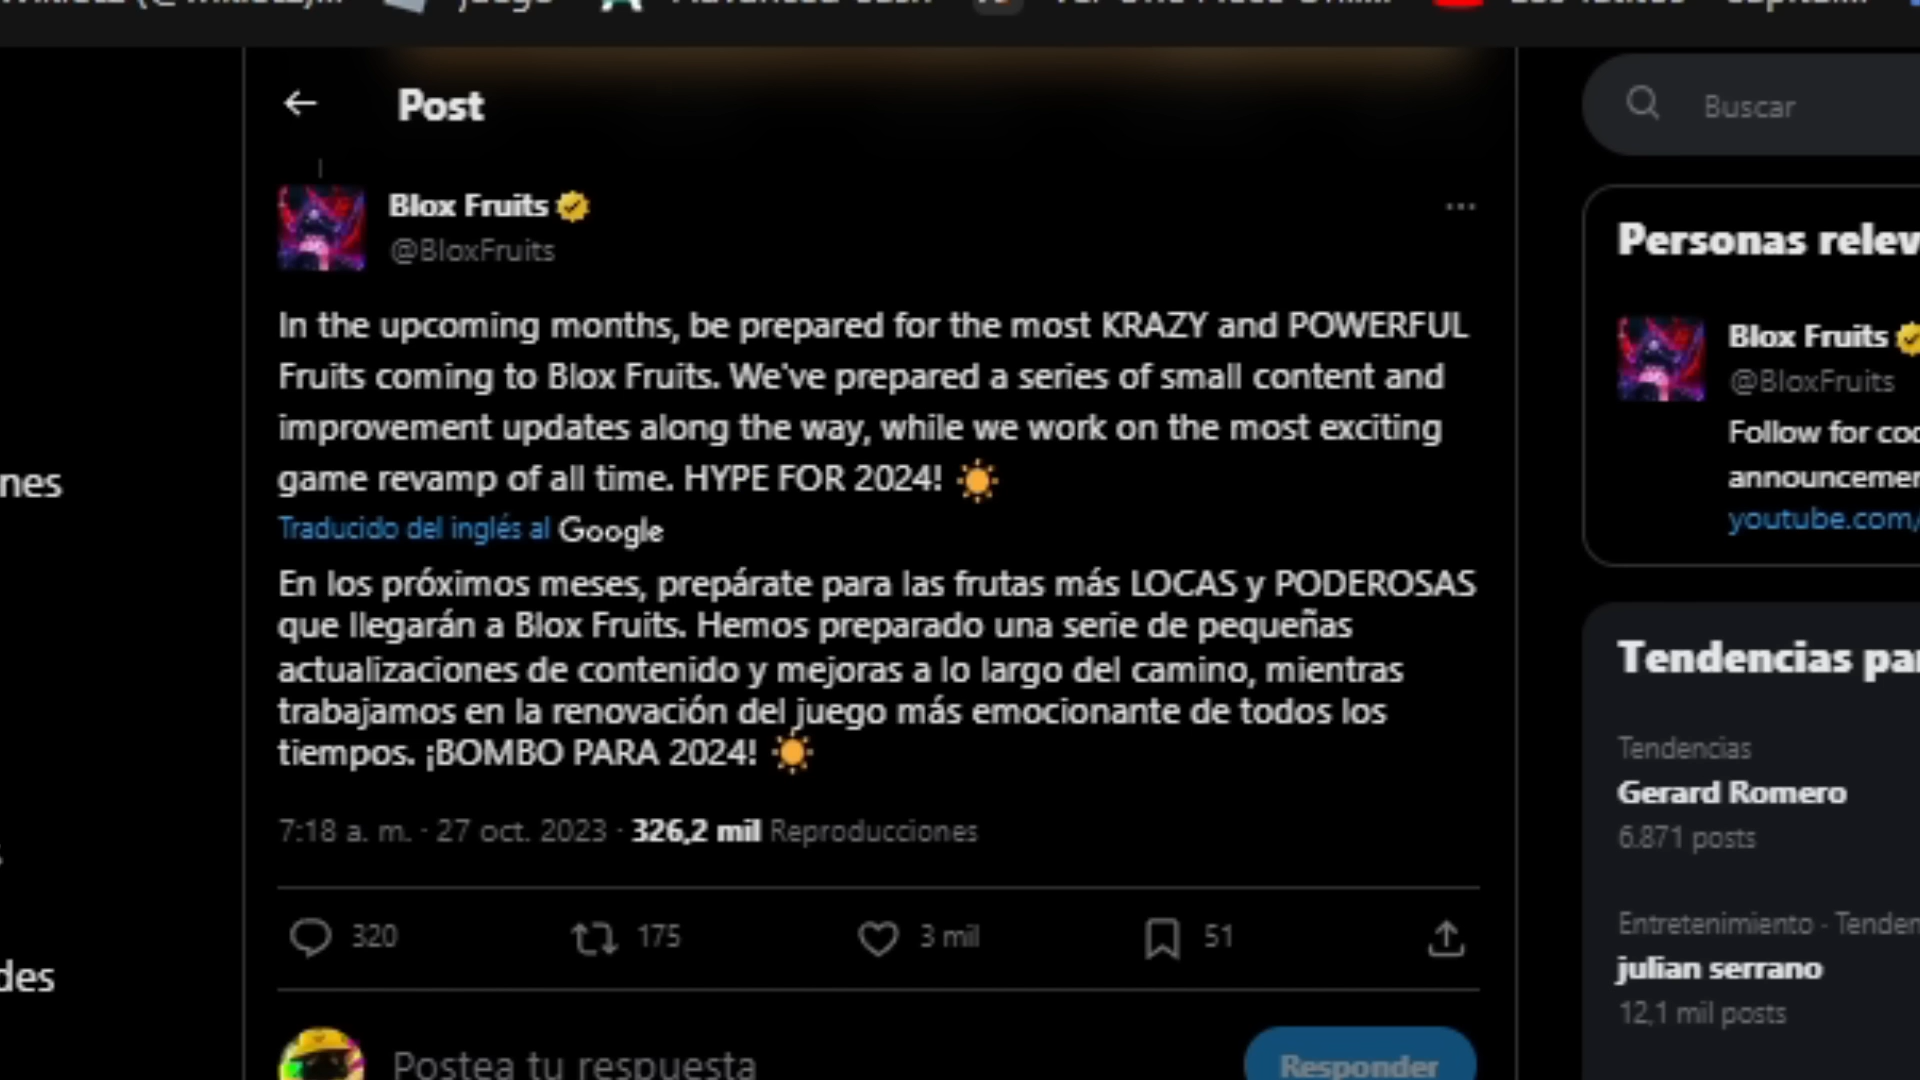 Post
Buscar
Blox Fruits
@BloxFruits
In the upcoming months, be prepared for the most KRAZY and POWERFUL
Fruits coming to Blox Fruits. We've prepared a series of small content and
improvement updates along the way, while we work on the most exciting
game revamp of all time. HYPE FOR 2024! ☀️
Traducido del inglés al Google
En los próximos meses, prepárate para las frutas más LOCAS y PODEROSAS
que llegarán a Blox Fruits. Hemos preparado una serie de pequeñas
actualizaciones de contenido y mejoras a lo largo del camino, mientras
trabajamos en la renovación del juego más emocionante de todos los
tiempos. ¡BOMBO PARA 2024! ☀️
7:18 a. m. · 27 oct. 2023 · 326,2 mil Reproducciones
320 175 3 mil 51
Postea tu respuesta
Responder
Personas relev
Blox Fruits
@BloxFruits
Follow for cod
announcemen
youtube.com/
Tendencias par
Tendencias
Gerard Romero
6.871 posts
Entretenimiento · Tenden
julian serrano
12,1 mil posts
nes
des